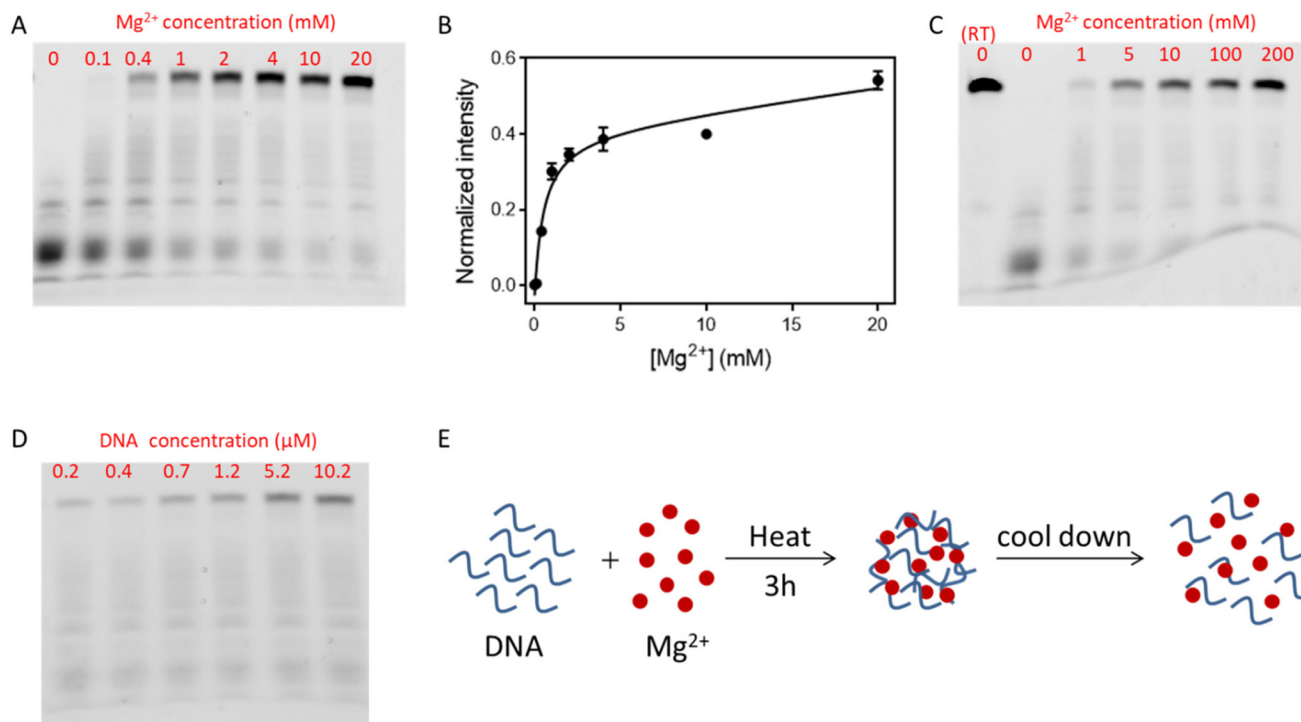 A
Mg²⁺ concentration (mM)
0 0.1 0.4 1 2 4 10 20
B
Normalized intensity
0.6
0.4
0.2
0.0
0 5 10 15 20
[Mg²⁺] (mM)
C
Mg²⁺ concentration (mM)
(RT)
0 0 1 5 10 100 200
D
DNA concentration (μM)
0.2 0.4 0.7 1.2 5.2 10.2
E
+
Heat
3h
cool down
DNA
Mg²⁺